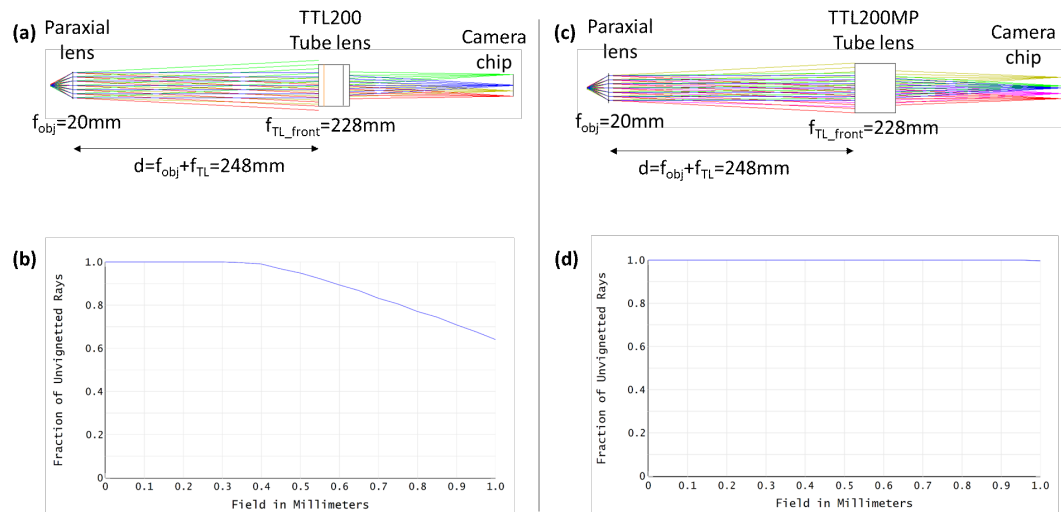 (a)
Paraxial
lens
TTL200
Tube lens
Camera
chip
f_obj=20mm
f_TL_front=228mm
d=f_obj+f_TL=248mm
(c)
Paraxial
lens
TTL200MP
Tube lens
Camera
chip
f_obj=20mm
f_TL_front=228mm
d=f_obj+f_TL=248mm
(b)
Fraction of Unvignetted Rays
1.0
0.8
0.6
0.4
0.2
0
0 0.1 0.2 0.3 0.4 0.5 0.6 0.7 0.8 0.9 1.0
Field in Millimeters
(d)
Fraction of Unvignetted Rays
1.0
0.8
0.6
0.4
0.2
0
0 0.1 0.2 0.3 0.4 0.5 0.6 0.7 0.8 0.9 1.0
Field in Millimeters